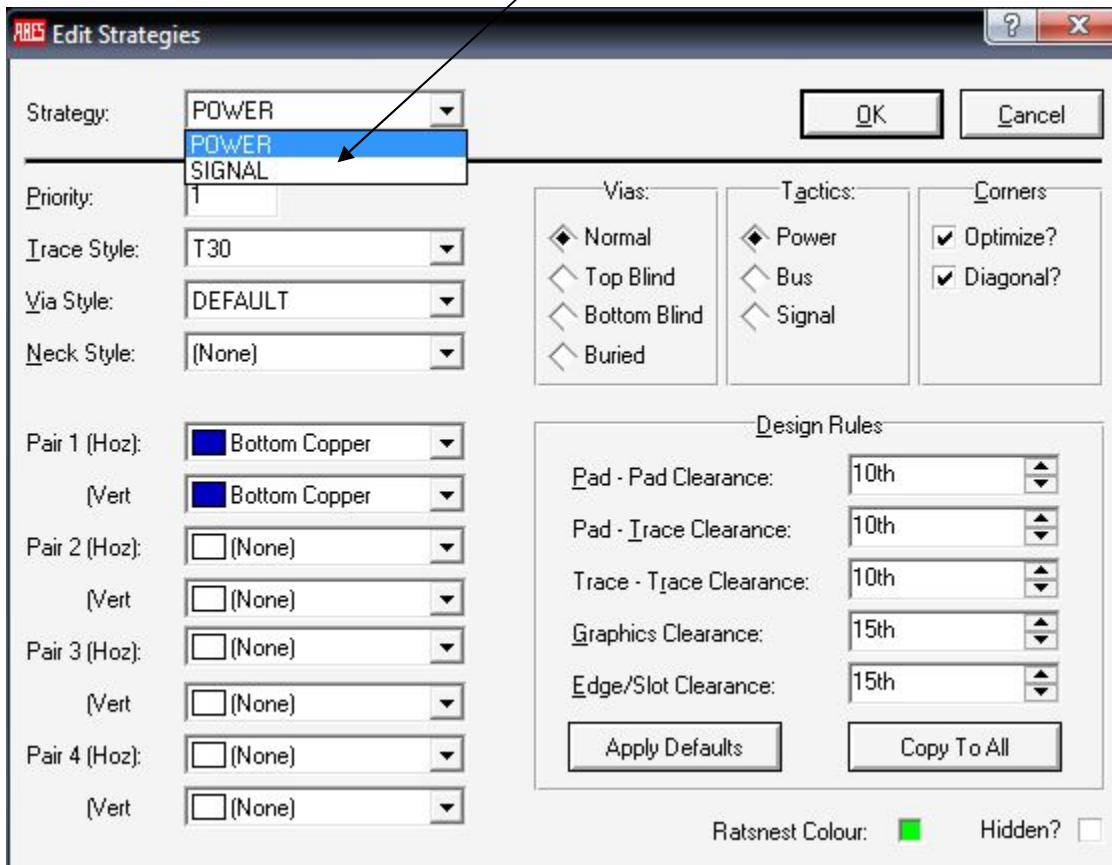 ARES Edit Strategies
Strategy: POWER
POWER
SIGNAL
OK
Cancel
Priority: 1
Trace Style: T30
Via Style: DEFAULT
Neck Style: (None)
Vias:
Normal
Top Blind
Bottom Blind
Buried
Tactics:
Power
Bus
Signal
Corners
Optimize?
Diagonal?
Pair 1 (Hoz): Bottom Copper
(Vert Bottom Copper
Pair 2 (Hoz): (None)
(Vert (None)
Pair 3 (Hoz): (None)
(Vert (None)
Pair 4 (Hoz): (None)
(Vert (None)
Design Rules
Pad - Pad Clearance: 10th
Pad - Trace Clearance: 10th
Trace - Trace Clearance: 10th
Graphics Clearance: 15th
Edge/Slot Clearance: 15th
Apply Defaults
Copy To All
Ratsnest Colour:
Hidden?